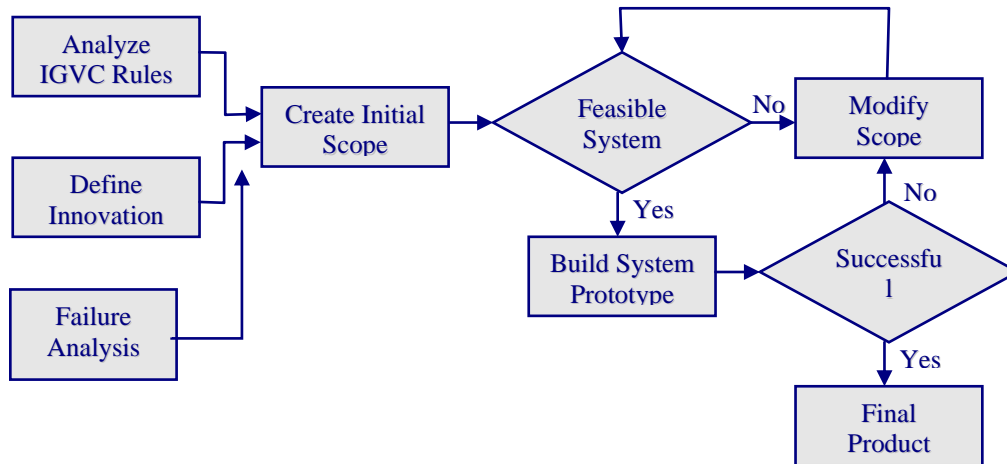 Analyze
IGVC Rules
Define
Innovation
Failure
Analysis
Create Initial
Scope
Feasible
System
No
Modify
Scope
Yes
No
Build System
Prototype
Successfu
l
Yes
Final
Product